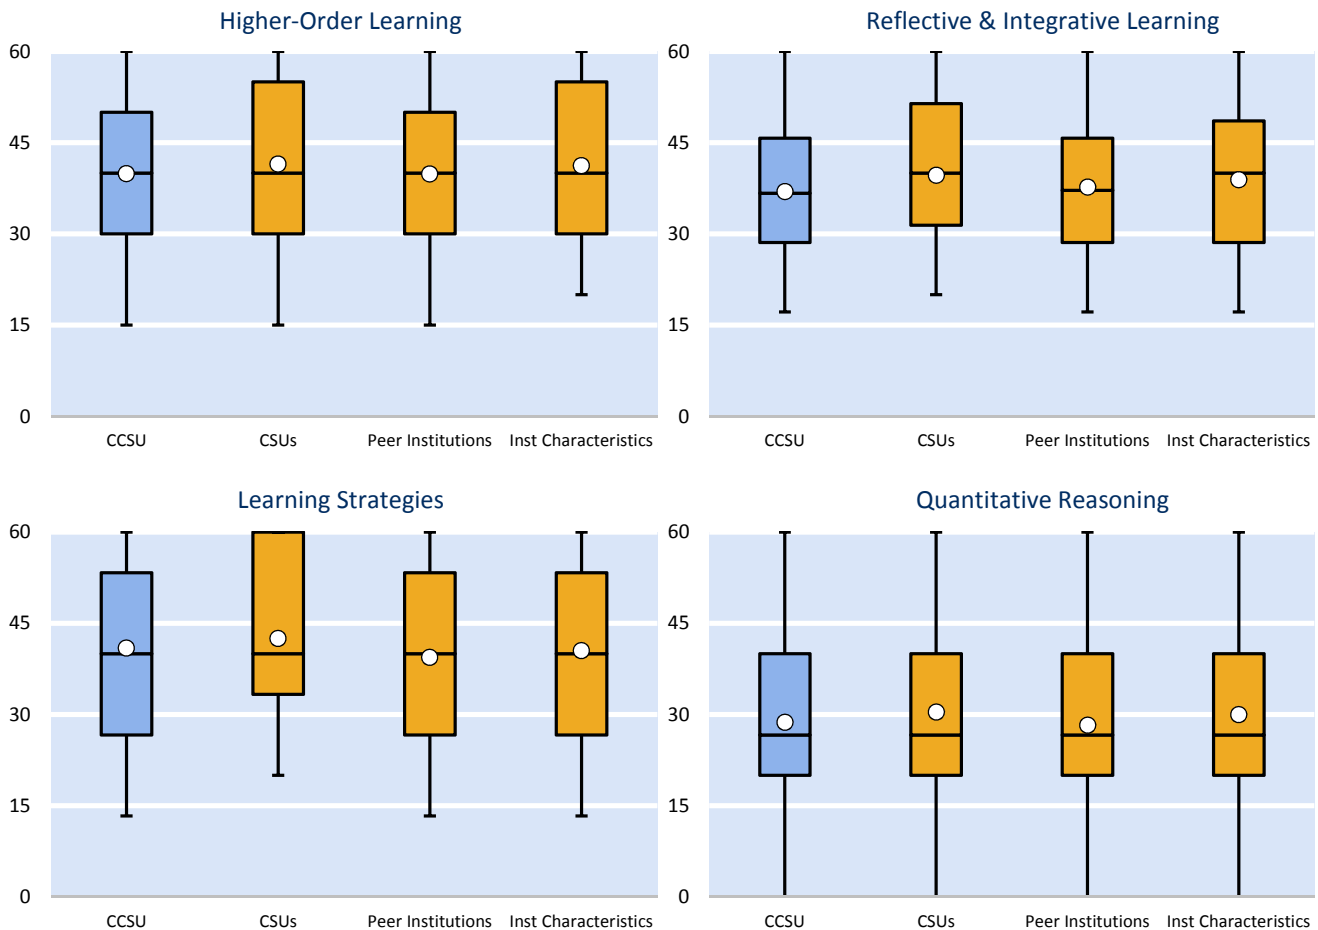 Higher-Order Learning
60
45
30
15
0
CCSU CSUs Peer Institutions Inst Characteristics
Reflective & Integrative Learning
60
45
30
15
0
CCSU CSUs Peer Institutions Inst Characteristics
Learning Strategies
60
45
30
15
0
CCSU CSUs Peer Institutions Inst Characteristics
Quantitative Reasoning
60
45
30
15
0
CCSU CSUs Peer Institutions Inst Characteristics